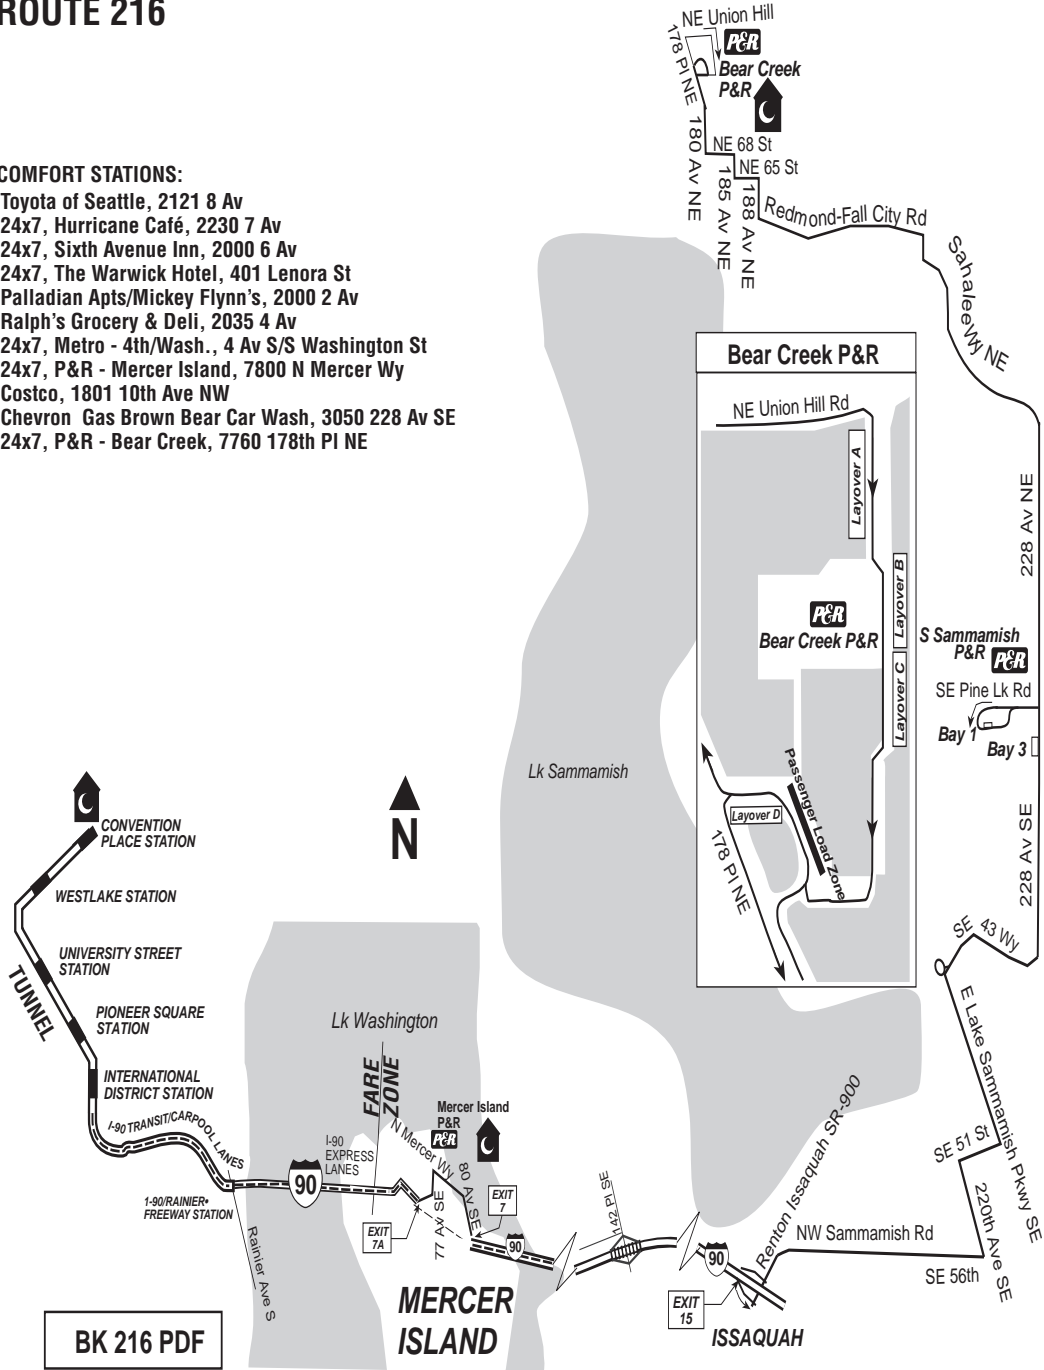 ROUTE 216
COMFORT STATIONS:
Toyota of Seattle, 2121 8 Av
24x7, Hurricane Café, 2230 7 Av
24x7, Sixth Avenue Inn, 2000 6 Av
24x7, The Warwick Hotel, 401 Lenora St
Palladian Apts/Mickey Flynn's, 2000 2 Av
Ralph's Grocery & Deli, 2035 4 Av
24x7, Metro - 4th/Wash., 4 Av S/S Washington St
24x7, P&R - Mercer Island, 7800 N Mercer Wy
Costco, 1801 10th Ave NW
Chevron  Gas Brown Bear Car Wash, 3050 228 Av SE
24x7, P&R - Bear Creek, 7760 178th Pl NE
NE Union Hill
178 Pl NE
P&R
Bear Creek
P&R
180 Av NE
NE 68 St
NE 65 St
185 Av NE
188 Av NE
Redmond-Fall City Rd
Sahalee Wy NE
228 Av NE
Bear Creek P&R
NE Union Hill Rd
Layover A
Layover B
P&R
Bear Creek P&R
Layover C
Passenger Load Zone
Layover D
178 Pl NE
S Sammamish
P&R
P&R
SE Pine Lk Rd
Bay 1
Bay 3
228 Av SE
SE 43 Wy
E Lake Sammamish Pkwy SE
SE 51 St
220th Ave SE
SE 56th
NW Sammamish Rd
Renton Issaquah SR-900
Lk Sammamish
N
CONVENTION
PLACE STATION
WESTLAKE STATION
UNIVERSITY STREET
STATION
TUNNEL
PIONEER SQUARE
STATION
INTERNATIONAL
DISTRICT STATION
I-90 TRANSIT/CARPOOL LANES
1-90/RAINIER•
FREEWAY STATION
Rainier Ave S
Lk Washington
FARE
ZONE
I-90
EXPRESS
LANES
90
Mercer Island
P&R
P&R
N Mercer Wy
80 Av SE
77 Av SE
EXIT
7A
EXIT
7
90
142 Pl SE
90
EXIT
15
MERCER
ISLAND
ISSAQUAH
BK 216 PDF